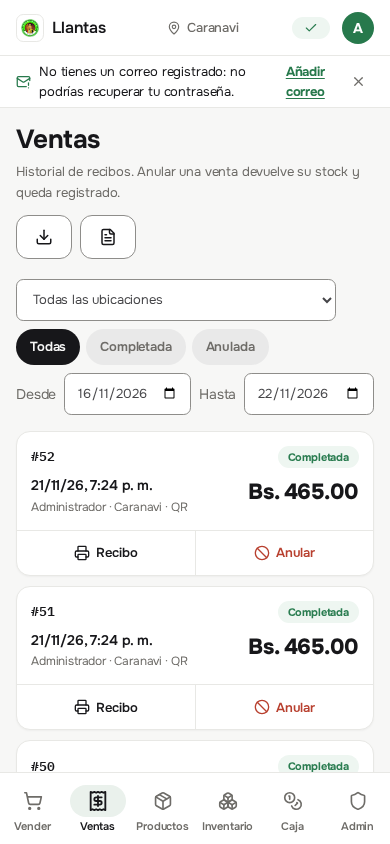 Llantas
Caranavi
A
No tienes un correo registrado: no
podrías recuperar tu contraseña.
Añadir
correo
Ventas
Historial de recibos. Anular una venta devuelve su stock y
queda registrado.
Todas las ubicaciones
Todas
Completada
Anulada
Desde
16/11/2026
Hasta
22/11/2026
#52
Completada
21/11/26, 7:24 p. m.
Bs. 465.00
Administrador · Caranavi · QR
Recibo
Anular
#51
Completada
21/11/26, 7:24 p. m.
Bs. 465.00
Administrador · Caranavi · QR
Recibo
Anular
#50
Completada
Vender
Ventas
Productos
Inventario
Caja
Admin